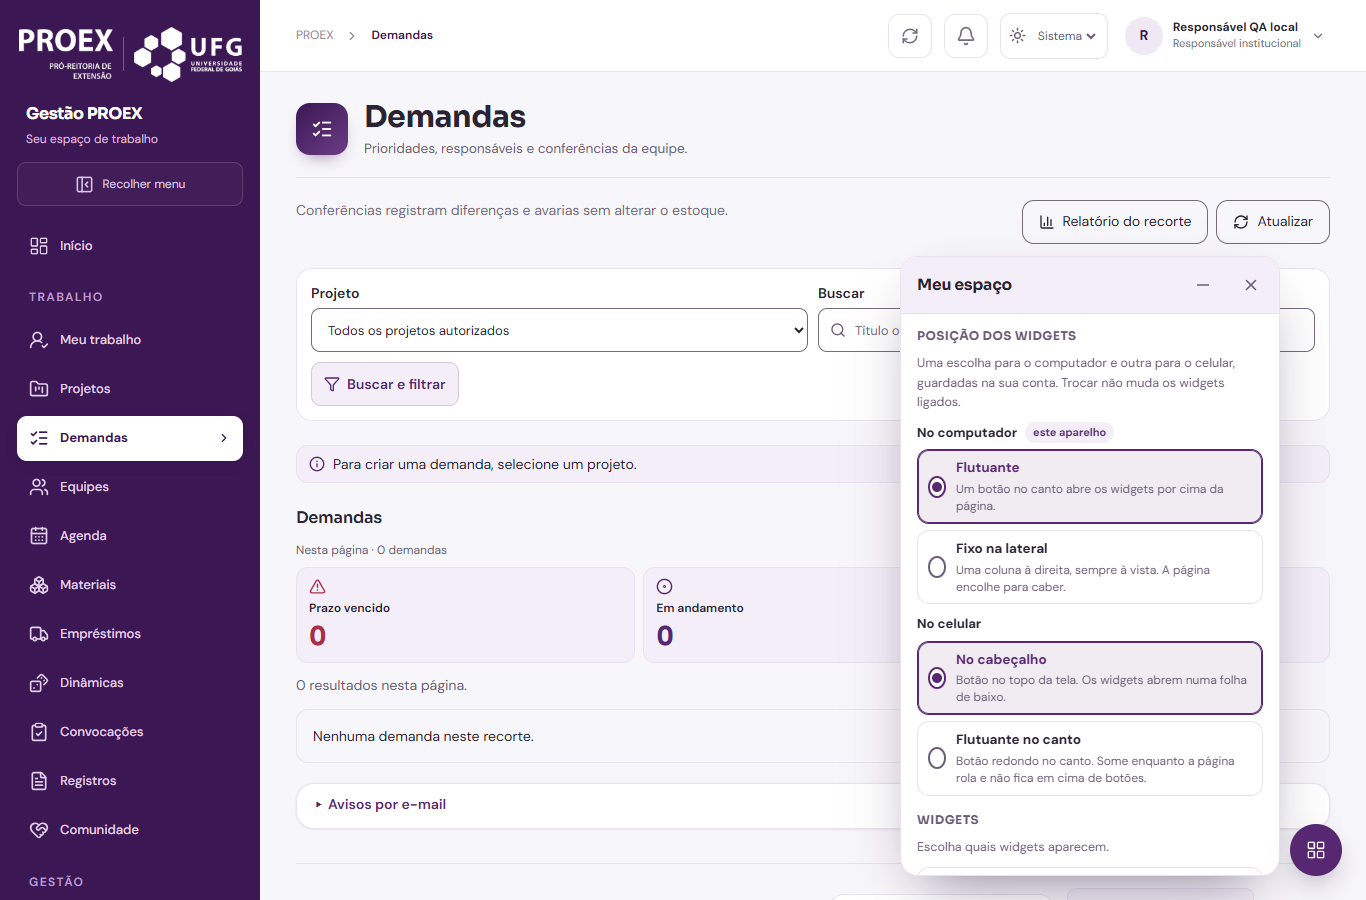 PROEX
PRÓ-REITORIA DE
EXTENSÃO
UFG
UNIVERSIDADE
FEDERAL DE GOIÁS
Gestão PROEX
Seu espaço de trabalho
Recolher menu
Início
TRABALHO
Meu trabalho
Projetos
Demandas
Equipes
Agenda
Materiais
Empréstimos
Dinâmicas
Convocações
Registros
Comunidade
GESTÃO
PROEX
Demandas
Sistema
R
Responsável QA local
Responsável institucional
Demandas
Prioridades, responsáveis e conferências da equipe.
Conferências registram diferenças e avarias sem alterar o estoque.
Relatório do recorte
Atualizar
Projeto
Todos os projetos autorizados
Buscar
Título o
Buscar e filtrar
Para criar uma demanda, selecione um projeto.
Demandas
Nesta página · 0 demandas
Prazo vencido
0
Em andamento
0
0 resultados nesta página.
Nenhuma demanda neste recorte.
Avisos por e-mail
Meu espaço
POSIÇÃO DOS WIDGETS
Uma escolha para o computador e outra para o celular,
guardadas na sua conta. Trocar não muda os widgets
ligados.
No computador este aparelho
Flutuante
Um botão no canto abre os widgets por cima da
página.
Fixo na lateral
Uma coluna à direita, sempre à vista. A página
encolhe para caber.
No celular
No cabeçalho
Botão no topo da tela. Os widgets abrem numa folha
de baixo.
Flutuante no canto
Botão redondo no canto. Some enquanto a página
rola e não fica em cima de botões.
WIDGETS
Escolha quais widgets aparecem.